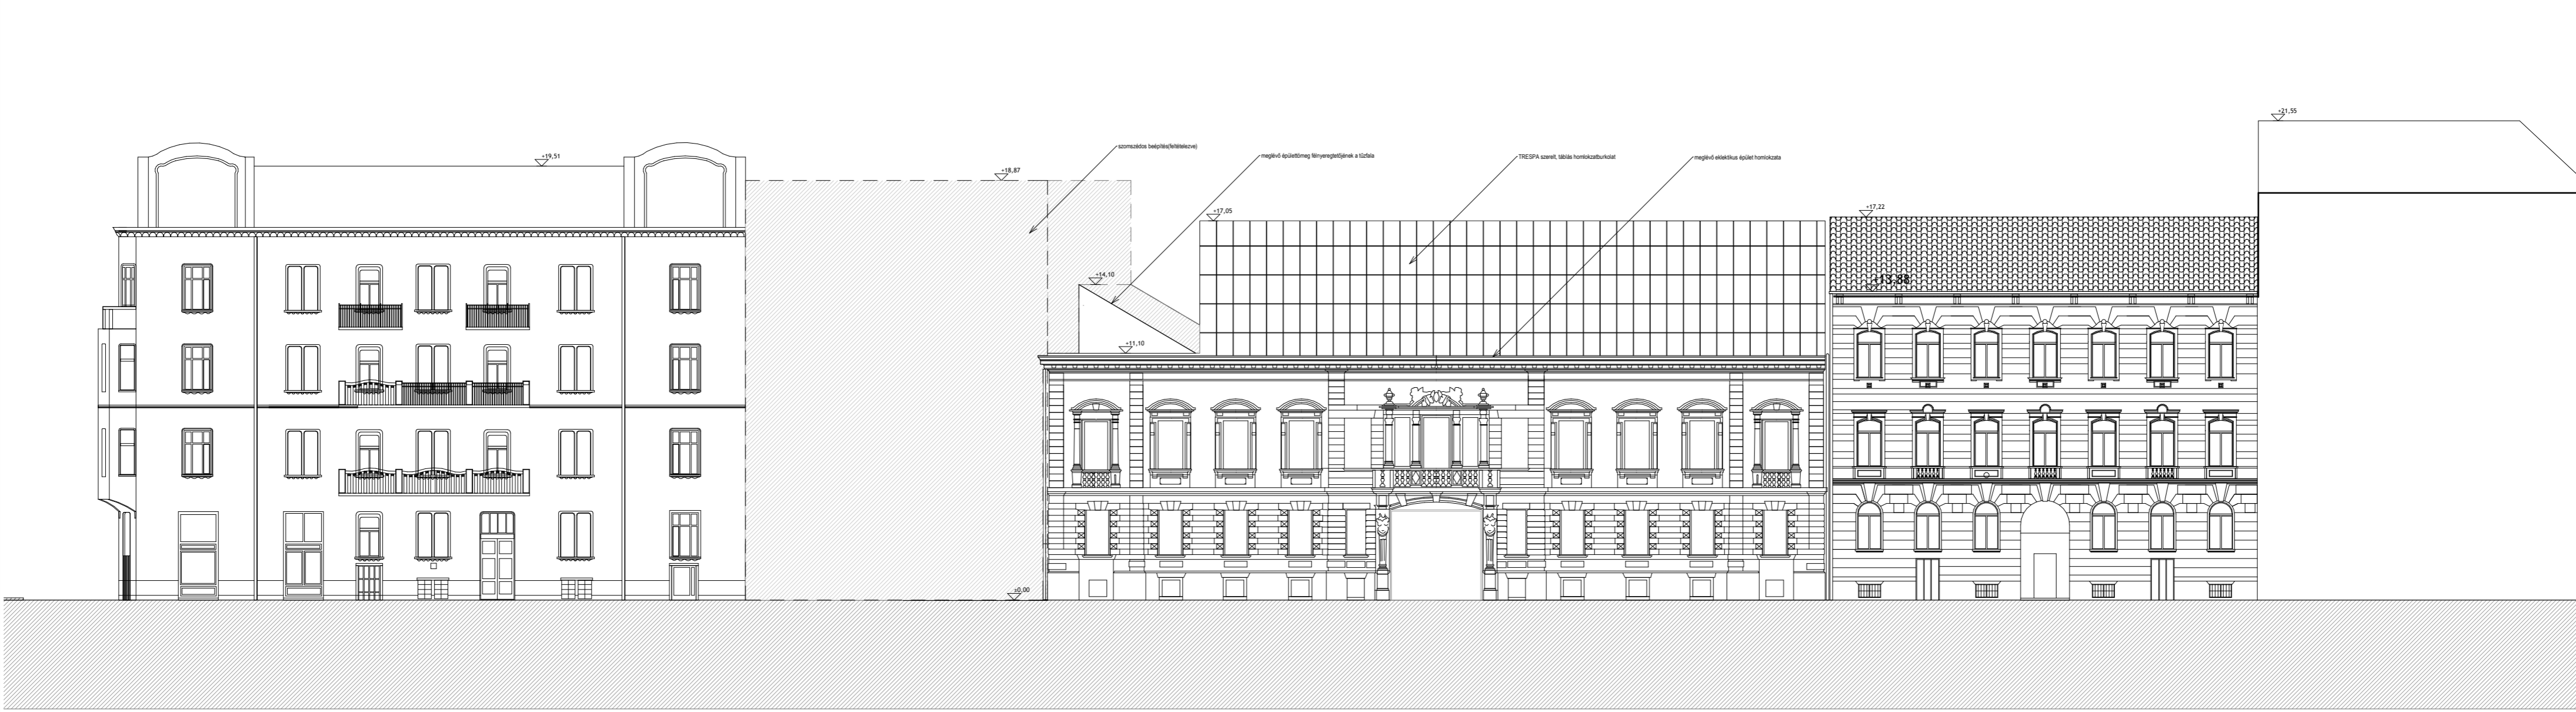 +21,55
szomszédos beépítés(feltételezve)
meglévő épülettömeg félnyeregtetőjének a tűzfala
TRESPA szerelt, táblás homlokzatburkolat
meglévő eklektikus épület homlokzata
+19,51
+18,87
+17,05
+17,22
+14,10
+13,88
+11,10
±0,00